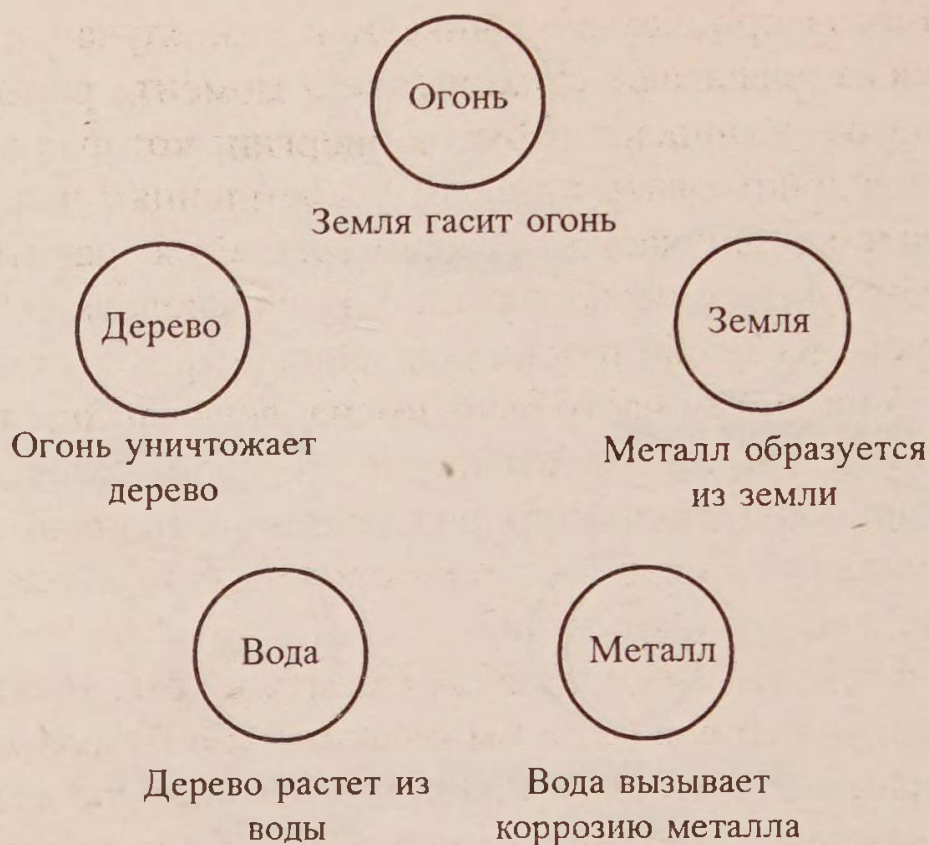 Огонь
Земля гасит огонь
Дерево
Земля
Огонь уничтожает
дерево
Металл образуется
из земли
Вода
Металл
Дерево растет из
воды
Вода вызывает
коррозию металла